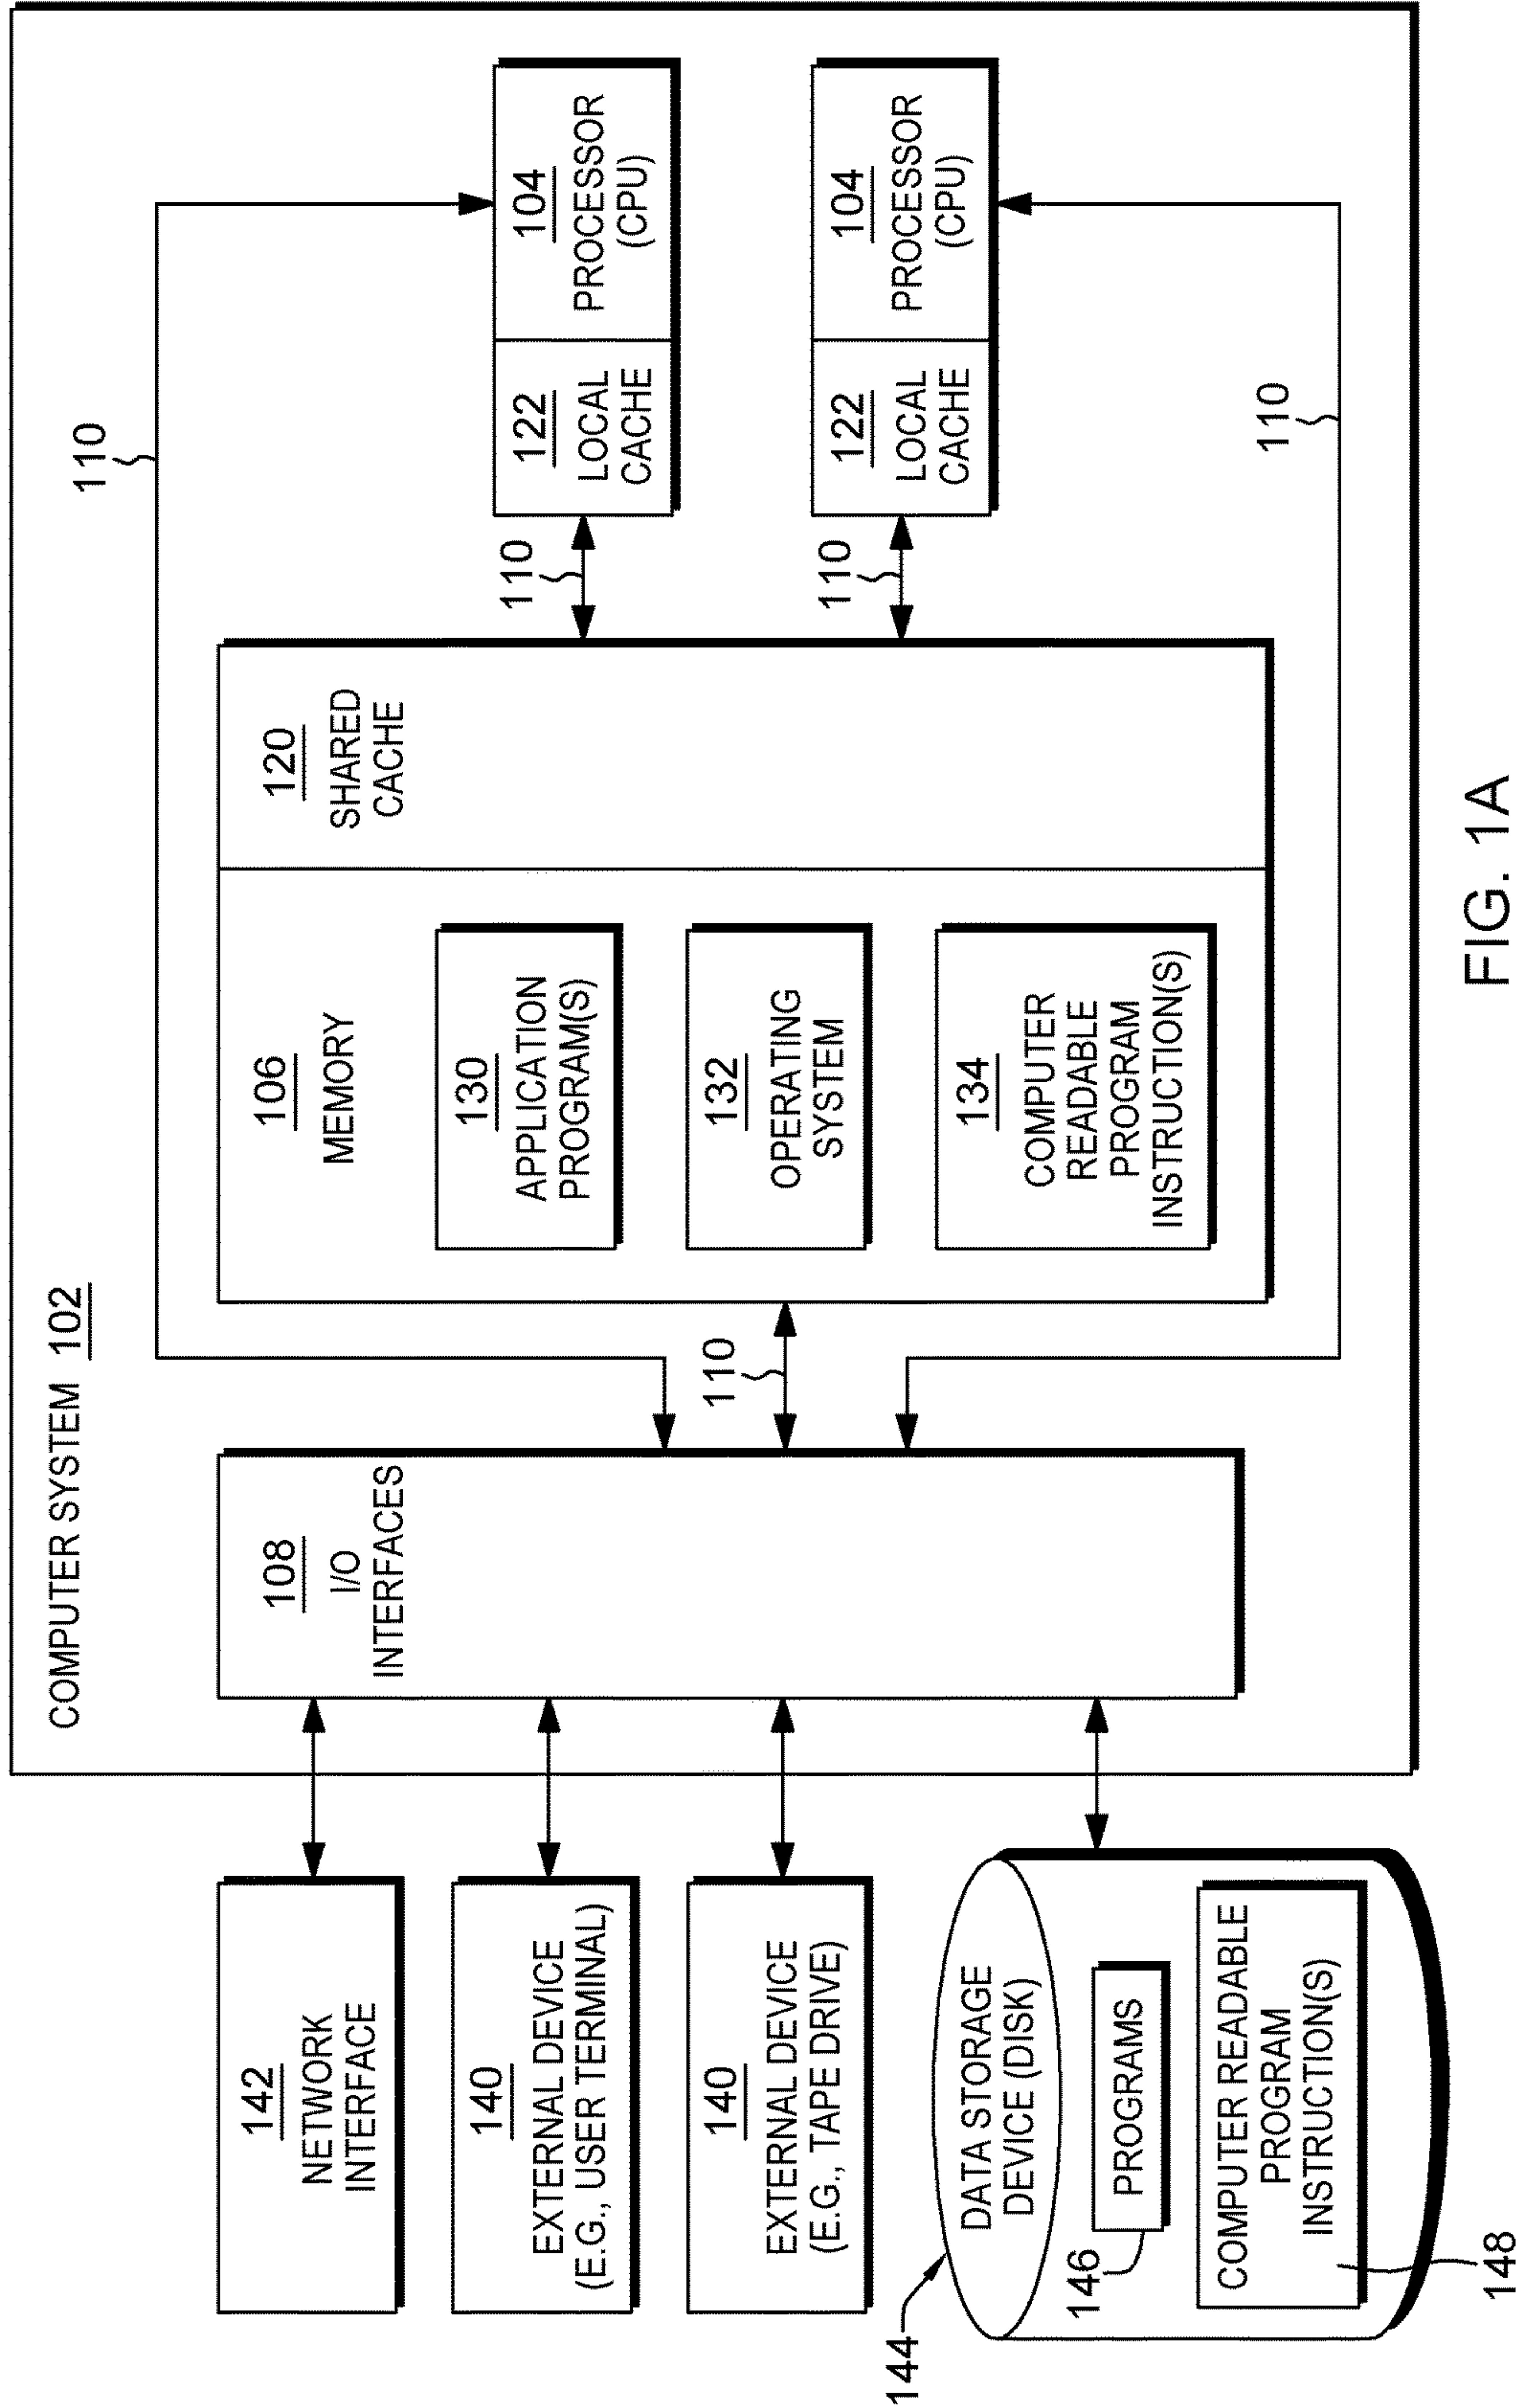 COMPUTER SYSTEM 102
142
NETWORK
INTERFACE
140
EXTERNAL DEVICE
(E.G., USER TERMINAL)
140
EXTERNAL DEVICE
(E.G., TAPE DRIVE)
144
DATA STORAGE
DEVICE (DISK)
146
PROGRAMS
COMPUTER READABLE
PROGRAM
INSTRUCTION(S)
148
108
I/O
INTERFACES
110
110
110
106
MEMORY
130
APPLICATION
PROGRAM(S)
132
OPERATING
SYSTEM
134
COMPUTER
READABLE
PROGRAM
INSTRUCTION(S)
120
SHARED
CACHE
110
110
122
LOCAL
CACHE
104
PROCESSOR
(CPU)
122
LOCAL
CACHE
104
PROCESSOR
(CPU)
FIG. 1A